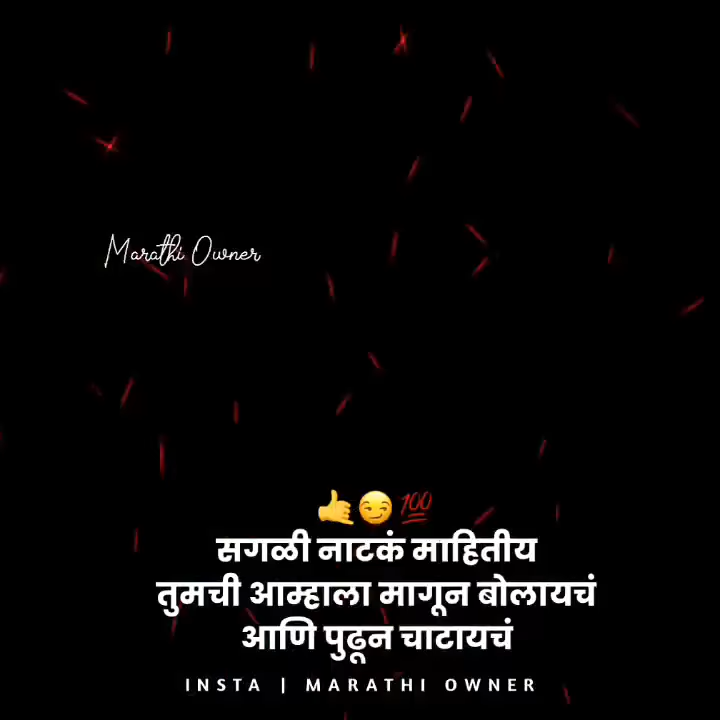 Marathi Owner
🤙😏💯
सगळी नाटकं माहितीय
तुमची आम्हाला मागून बोलायचं
आणि पुढून चाटायचं
INSTA | MARATHI OWNER